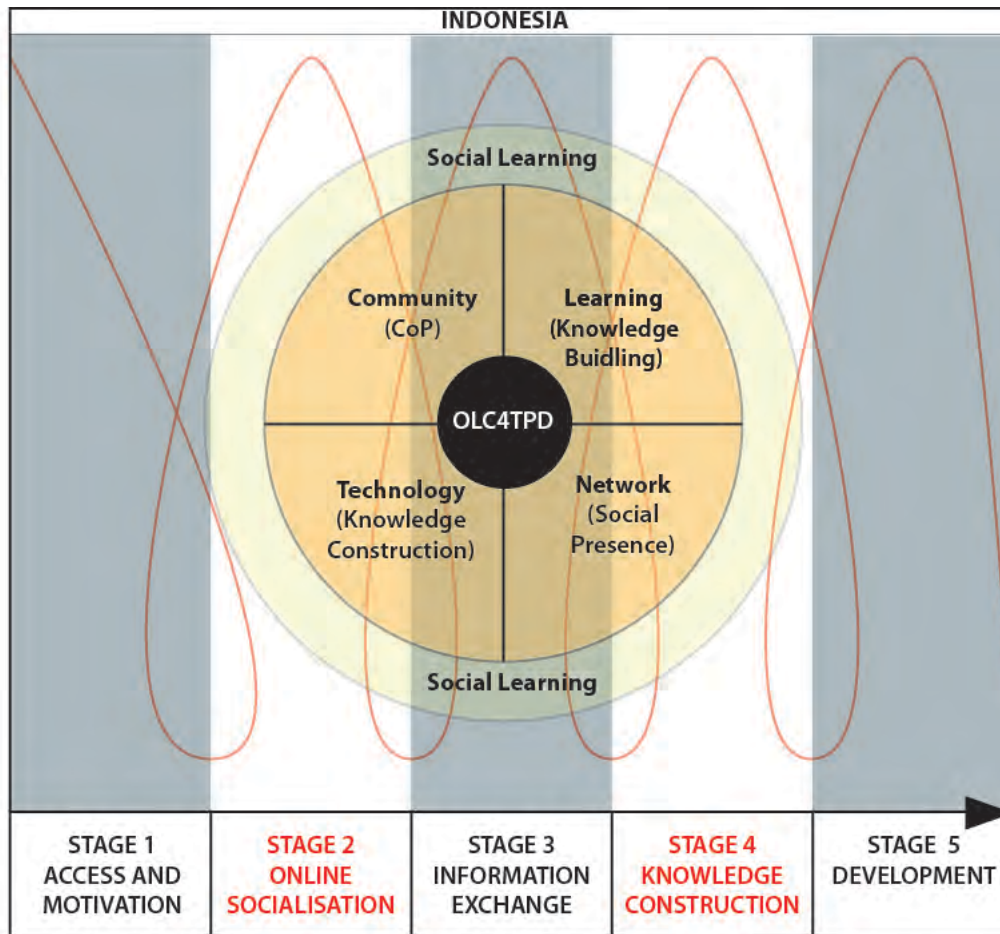 INDONESIA
Social Learning
Community
(CoP)
Learning
(Knowledge
Buidling)
OLC4TPD
Technology
(Knowledge
Construction)
Network
(Social
Presence)
Social Learning
STAGE 1
ACCESS AND
MOTIVATION
STAGE 2
ONLINE
SOCIALISATION
STAGE 3
INFORMATION
EXCHANGE
STAGE 4
KNOWLEDGE
CONSTRUCTION
STAGE 5
DEVELOPMENT